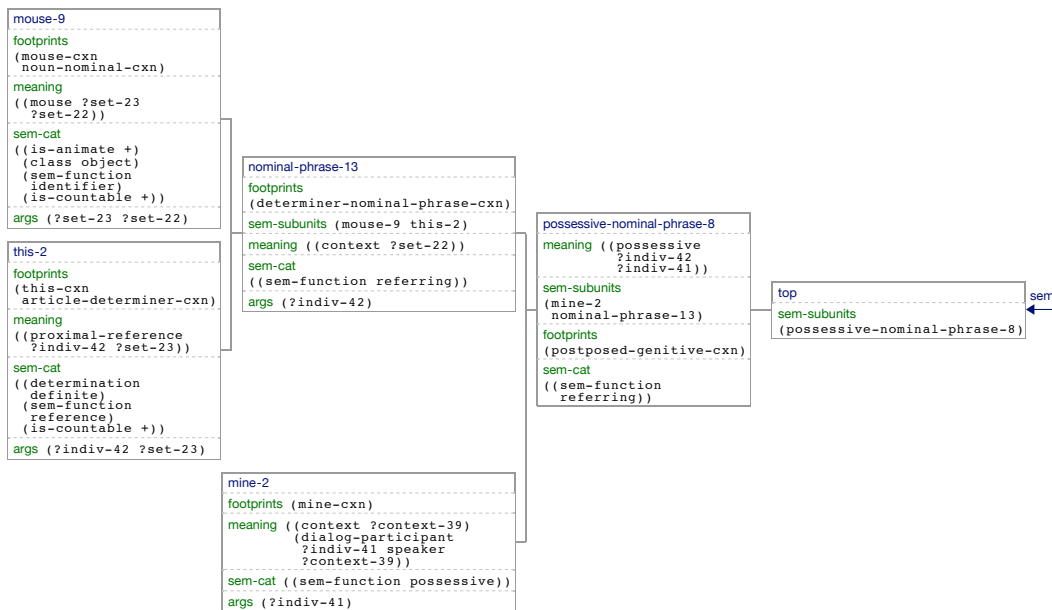 mouse-9
footprints
(mouse-cxn
noun-nominal-cxn)
meaning
((mouse ?set-23
?set-22))
sem-cat
((is-animate +)
(class object)
(sem-function
identifier)
(is-countable +))
args (?set-23 ?set-22)
this-2
footprints
(this-cxn
article-determiner-cxn)
meaning
((proximal-reference
?indiv-42 ?set-23))
sem-cat
((determination
definite)
(sem-function
reference)
(is-countable +))
args (?indiv-42 ?set-23)
nominal-phrase-13
footprints
(determiner-nominal-phrase-cxn)
sem-subunits (mouse-9 this-2)
meaning ((context ?set-22))
sem-cat
((sem-function referring))
args (?indiv-42)
mine-2
footprints (mine-cxn)
meaning ((context ?context-39)
(dialog-participant
?indiv-41 speaker
?context-39))
sem-cat ((sem-function possessive))
args (?indiv-41)
possessive-nominal-phrase-8
meaning ((possessive
?indiv-42
?indiv-41))
sem-subunits
(mine-2
nominal-phrase-13)
footprints
(postposed-genitive-cxn)
sem-cat
((sem-function
referring))
top
sem-subunits
(possessive-nominal-phrase-8)
sem